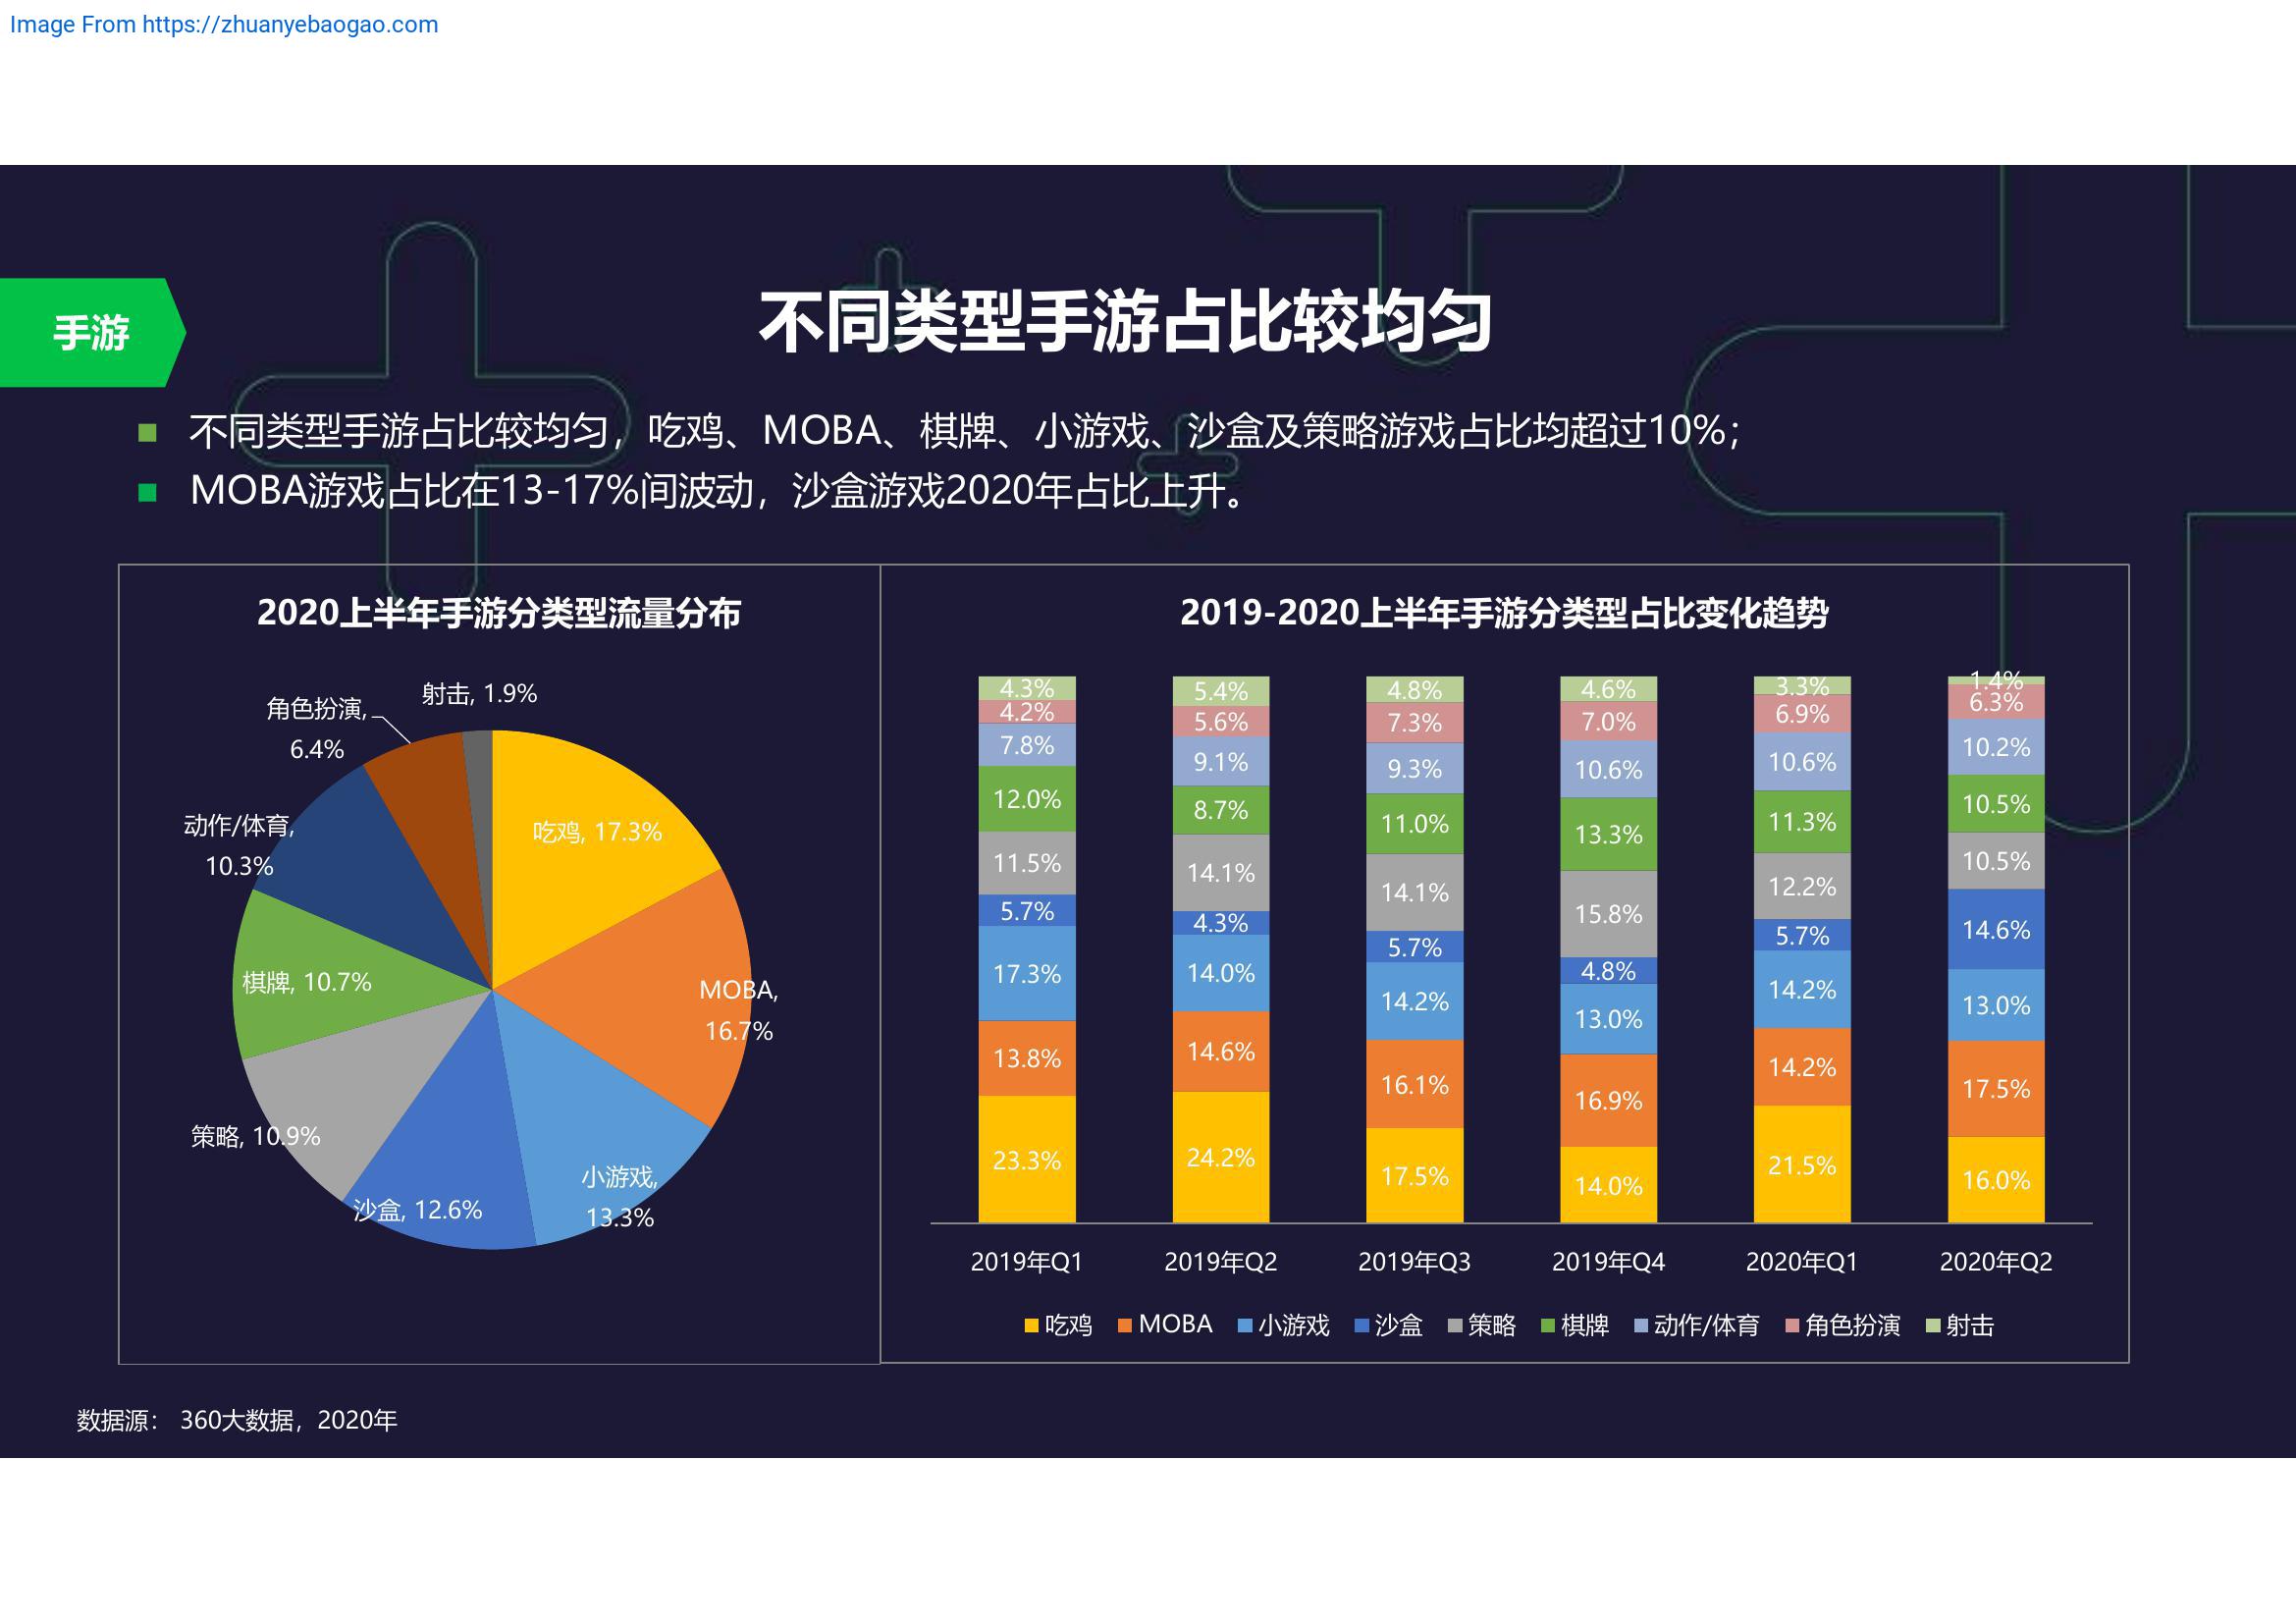 Image From https://zhuanyebaogao.com
手游
不同类型手游占比较均匀
不同类型手游占比较均匀，吃鸡、MOBA、棋牌、小游戏、沙盒及策略游戏占比均超过10%；
MOBA游戏占比在13-17%间波动，沙盒游戏2020年占比上升。
2020上半年手游分类型流量分布
射击, 1.9%
角色扮演,
6.4%
动作/体育,
10.3%
吃鸡, 17.3%
棋牌, 10.7%
MOBA,
16.7%
策略, 10.9%
小游戏,
13.3%
沙盒, 12.6%
2019-2020上半年手游分类型占比变化趋势
4.3% 5.4% 4.8% 4.6% 3.3% 1.4%
4.2% 5.6% 7.3% 7.0% 6.9% 6.3%
7.8% 9.1% 9.3% 10.6% 10.6% 10.2%
12.0% 8.7% 11.0% 13.3% 11.3% 10.5%
11.5% 14.1% 14.1% 15.8% 12.2% 10.5%
5.7% 4.3% 5.7% 4.8% 5.7% 14.6%
17.3% 14.0% 14.2% 13.0% 14.2% 13.0%
13.8% 14.6% 16.1% 16.9% 14.2% 17.5%
23.3% 24.2% 17.5% 14.0% 21.5% 16.0%
2019年Q1 2019年Q2 2019年Q3 2019年Q4 2020年Q1 2020年Q2
吃鸡 MOBA 小游戏 沙盒 策略 棋牌 动作/体育 角色扮演 射击
数据源： 360大数据，2020年